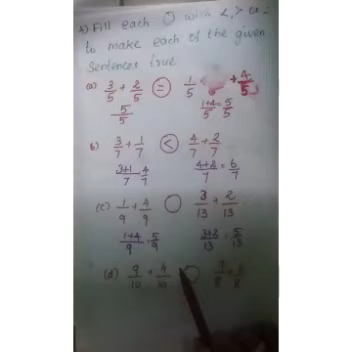 Fill each ○ with <, > or =
to make each of the given
Sentences true
(a) 3/5 + 2/5 = 1/5 + 4/5
5/5 1+4/5 = 5/5
b) 3/7 + 1/7 < 4/7 + 2/7
3+1/7 = 4/7 4+2/7 = 6/7
(c) 1/9 + 4/9 ○ 3/13 + 2/13
1+4/9 = 5/9 3+2/13 = 5/13
(d) 9/10 + 4/10 ○